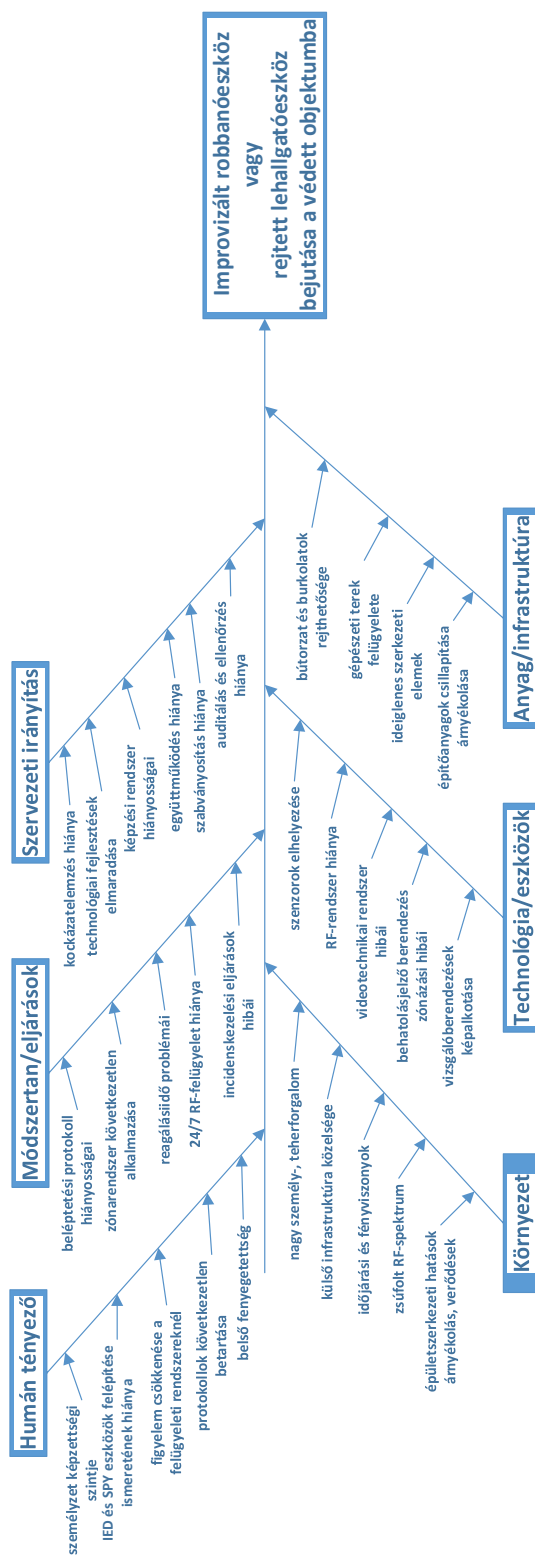 Humán tényező
személyzet képzettségi
szintje
IED és SPY eszközök felépítése
ismeretének hiánya
figyelem csökkenése a
felügyeleti rendszereknél
protokollok következetlen
betartása
belső fenyegetettség
Módszertan/eljárások
beléptetési protokoll
hiányosságai
zónarendszer következetlen
alkalmazása
reagálásiidő problémái
24/7 RF-felügyelet hiánya
incidenskezelési eljárások
hibái
Szervezeti irányítás
kockázatelemzés hiánya
technológiai fejlesztések
elmaradása
képzési rendszer
hiányosságai
együttműködés hiánya
szabványosítás hiánya
auditálás és ellenőrzés
hiánya
Improvizált robbanóeszköz
vagy
rejtett lehallgatóeszköz
bejutása a védett objektumba
nagy személy-, teherforgalom
külső infrastruktúra közelsége
időjárási és fényviszonyok
zsúfolt RF-spektrum
épületszerkezeti hatások
árnyékolás, verődések
Környezet
szenzorok elhelyezése
RF-rendszer hiánya
videotechnikai rendszer
hibái
behatolásjelző berendezés
zónázási hibái
vizsgálóberendezések
képalkotása
Technológia/eszközök
bútorzat és burkolatok
rejthetősége
gépészeti terek
felügyelete
ideiglenes szerkezeti
elemek
építőanyagok csillapítása
árnyékolása
Anyag/infrastruktúra